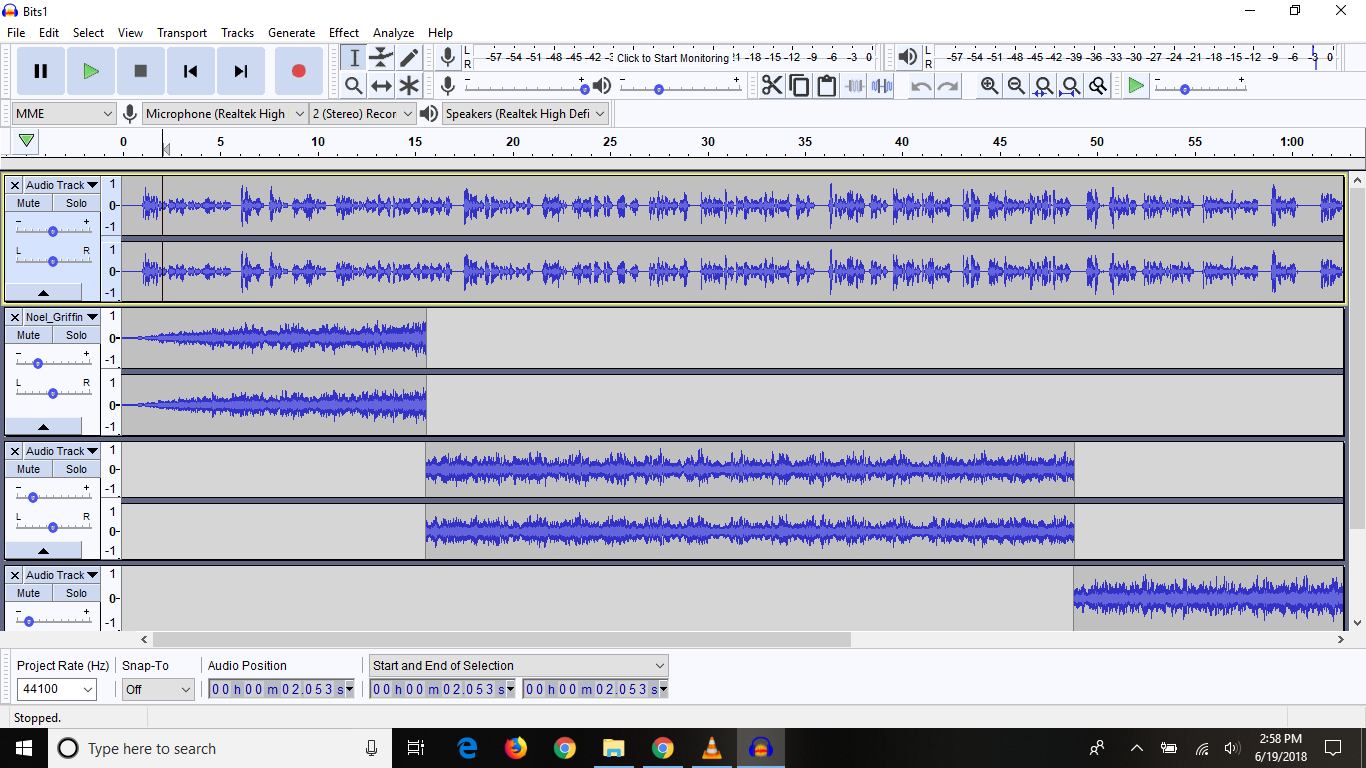 Bits1
File Edit Select View Transport Tracks Generate Effect Analyze Help
L R -57 -54 -51 -48 -45 -42 -3 Click to Start Monitoring !1 -18 -15 -12 -9 -6 -3 0
L R -57 -54 -51 -48 -45 -42 -39 -36 -33 -30 -27 -24 -21 -18 -15 -12 -9 -6 -3 0
MME Microphone (Realtek High 2 (Stereo) Recor Speakers (Realtek High Defi
0 5 10 15 20 25 30 35 40 45 50 55 1:00
X Audio Track 1
Mute Solo 0-
- + -1
L R 1
0-
-1
X Noel_Griffin 1
Mute Solo 0-
- + -1
L R 1
0-
-1
X Audio Track 1
Mute Solo 0-
- + -1
L R 1
0-
-1
X Audio Track 1
Mute Solo 0-
- + -1
Project Rate (Hz) Snap-To Audio Position Start and End of Selection
44100 Off 00 h 00 m 02.053 s 00 h 00 m 02.053 s 00 h 00 m 02.053 s
Stopped.
Type here to search
2:58 PM
6/19/2018